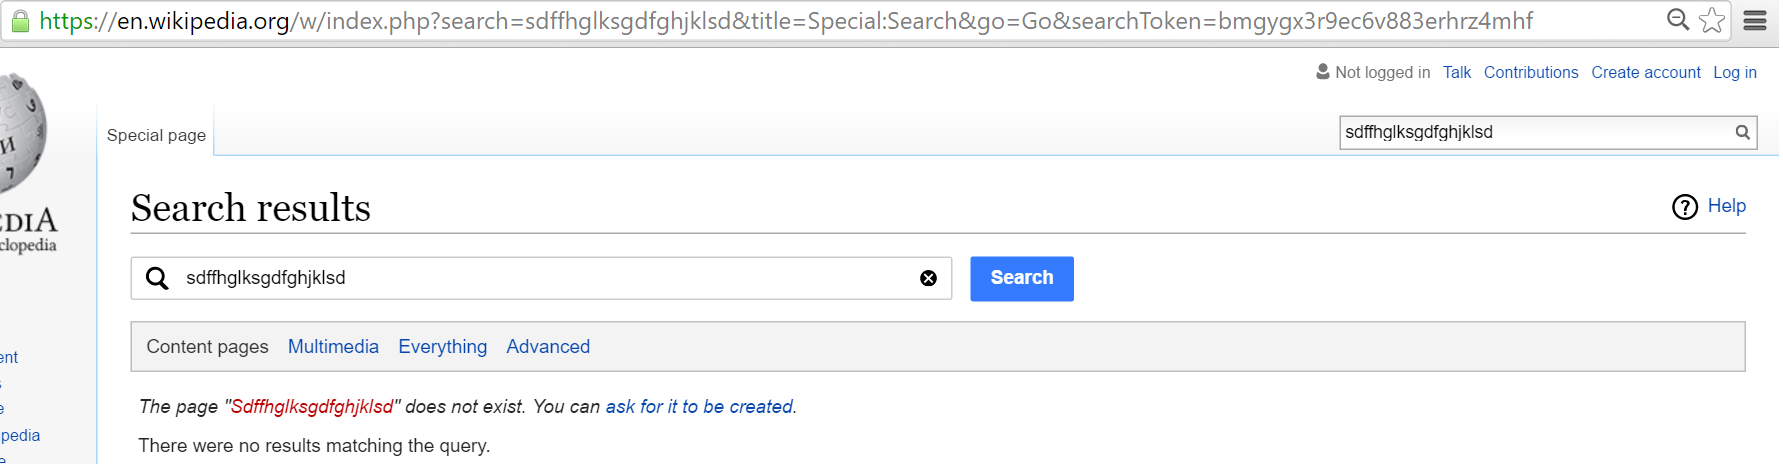 https://en.wikipedia.org/w/index.php?search=sdffhglksgdfghjklsd&title=Special:Search&go=Go&searchToken=bmgygx3r9ec6v883erhrz4mhf
Not logged in Talk Contributions Create account Log in
Special page
sdffhglksgdfghjklsd
EDIA
clopedia
Search results
Help
sdffhglksgdfghjklsd
Search
Content pages Multimedia Everything Advanced
ent
The page "Sdffhglksgdfghjklsd" does not exist. You can ask for it to be created.
pedia
There were no results matching the query.